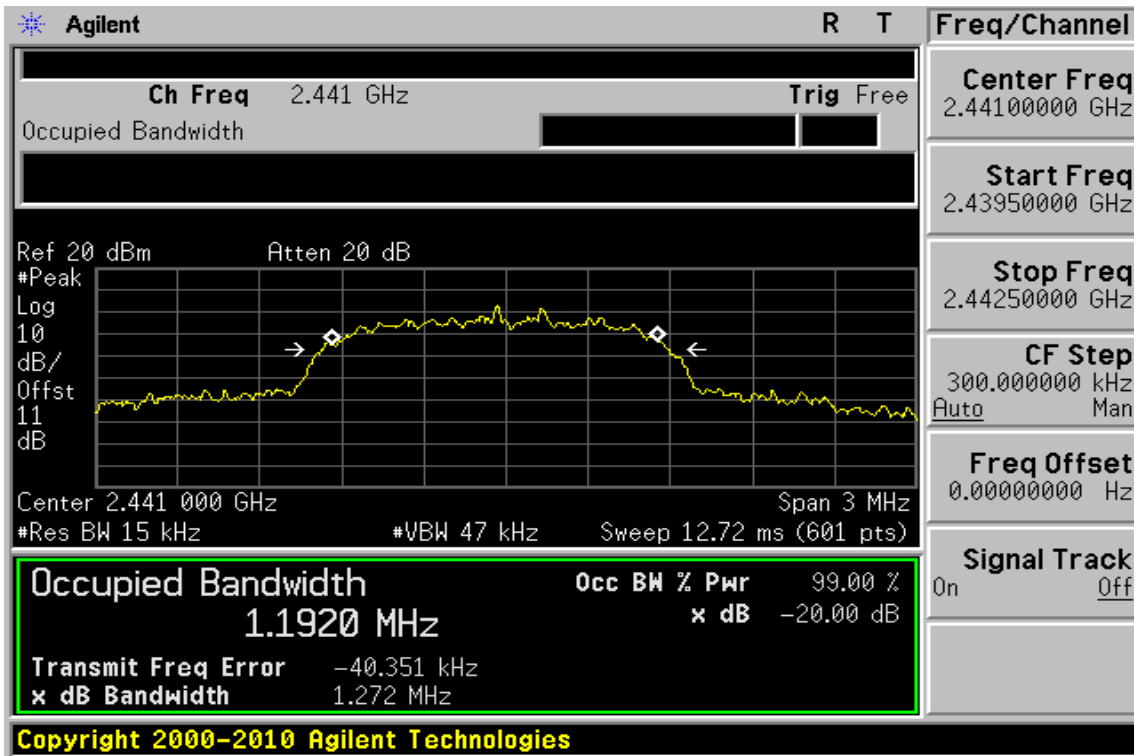 Agilent R T
Ch Freq 2.441 GHz Trig Free
Occupied Bandwidth
Ref 20 dBm Atten 20 dB
#Peak
Log
10
dB/
Offst
11
dB
Center 2.441 000 GHz Span 3 MHz
#Res BW 15 kHz #VBW 47 kHz Sweep 12.72 ms (601 pts)
Occupied Bandwidth
1.1920 MHz
Occ BW % Pwr 99.00 %
x dB -20.00 dB
Transmit Freq Error -40.351 kHz
x dB Bandwidth 1.272 MHz
Copyright 2000-2010 Agilent Technologies
Freq/Channel
Center Freq
2.44100000 GHz
Start Freq
2.43950000 GHz
Stop Freq
2.44250000 GHz
CF Step
300.000000 kHz
Auto Man
Freq Offset
0.00000000 Hz
Signal Track
On Off